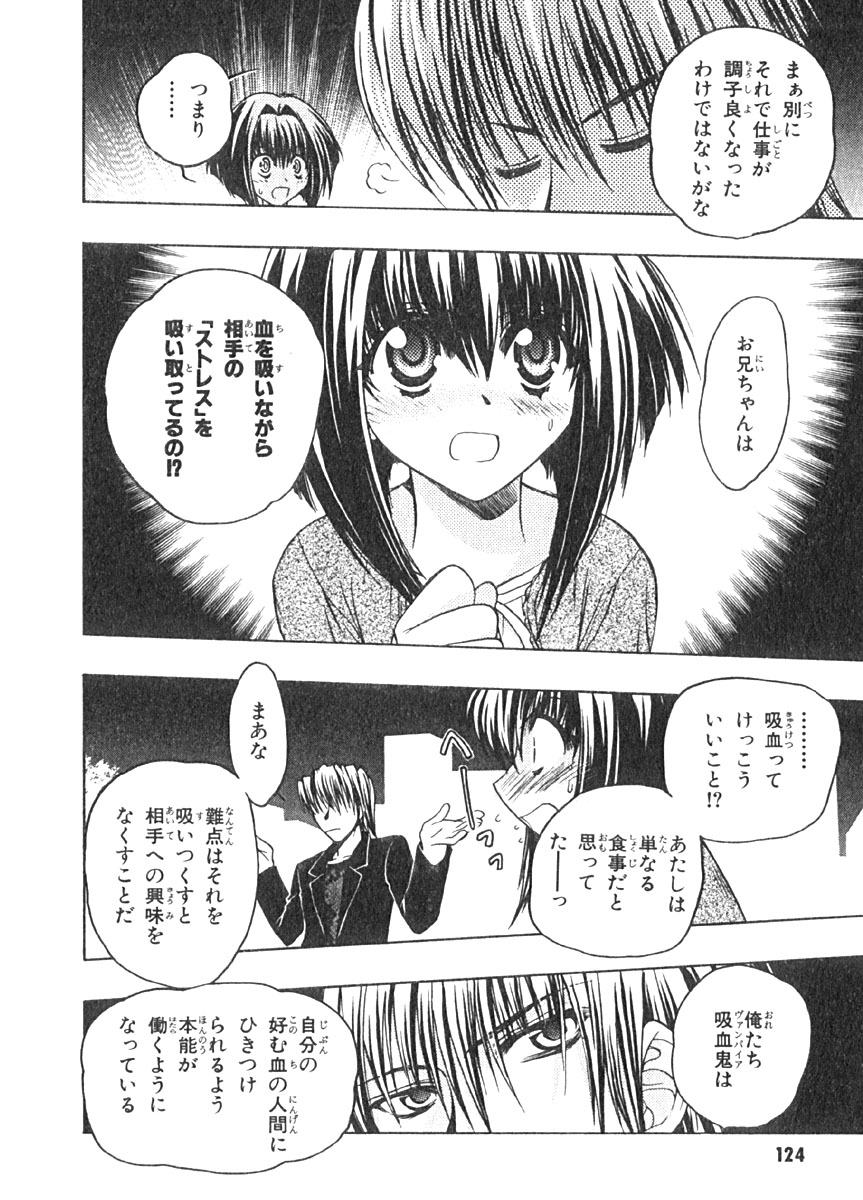 まぁ別に
それで仕事が
調子良くなった
わけではないがな
つまり
……
お兄ちゃんは
血を吸いながら
相手の
「ストレス」を
吸い取ってるの!?
………
吸血って
けっこう
いいこと!?
あたしは
単なる
食事だと
思って
たーっ
へぇ〜
まあな
難点はそれを
吸いつくすと
相手への興味を
なくすことだ
俺たち
吸血鬼は
自分の
好む血の人間に
ひきつけ
られるよう
本能が
働くように
なっている
124